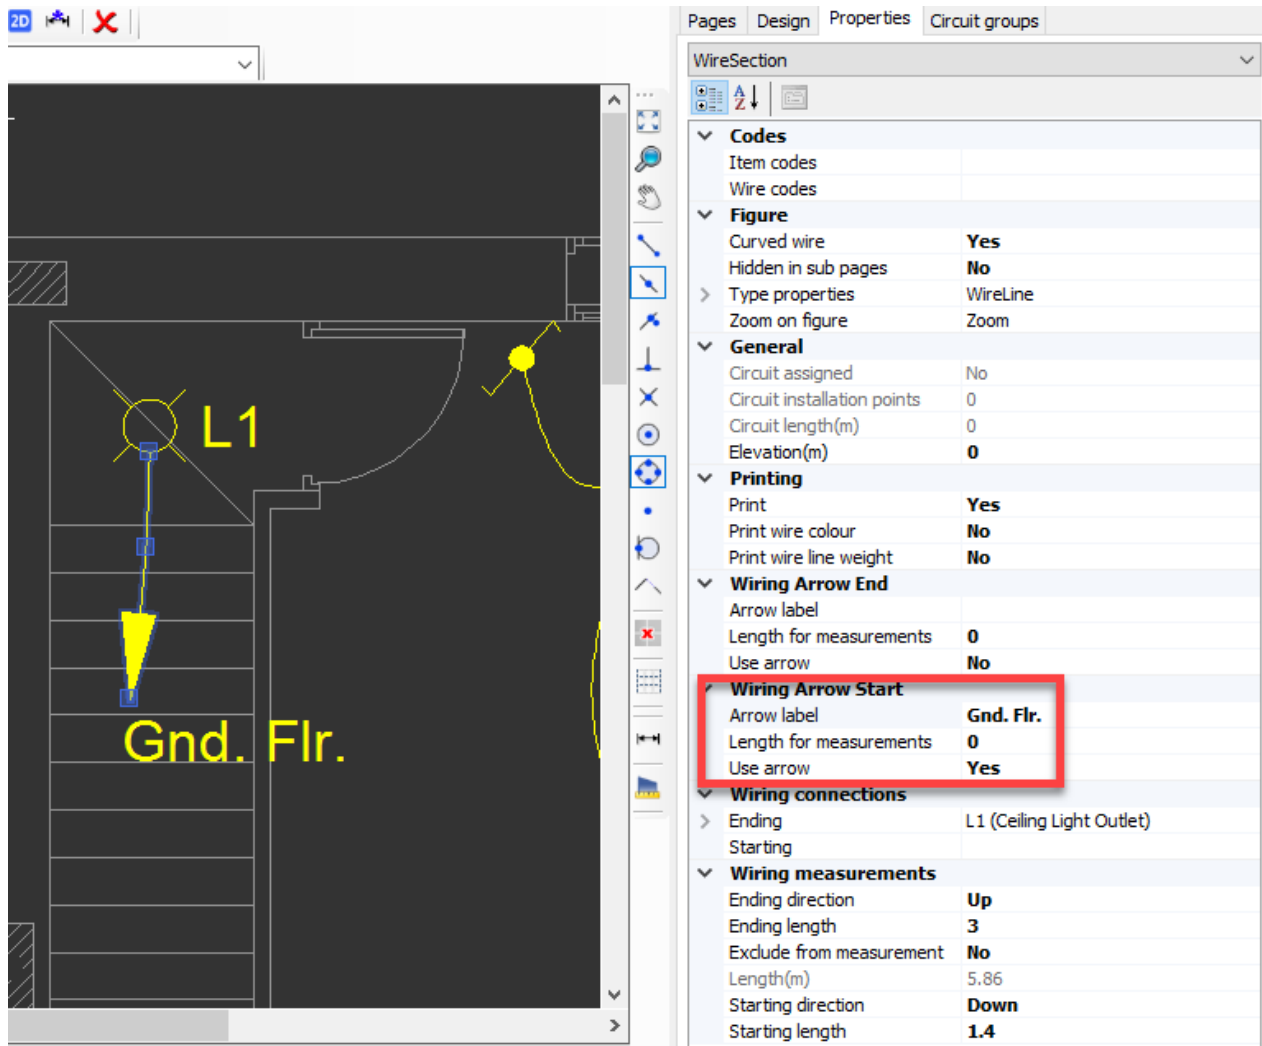 2D
Pages Design Properties Circuit groups
WireSection
A
Z
Codes
Item codes
Wire codes
Figure
Curved wire Yes
Hidden in sub pages No
Type properties WireLine
Zoom on figure Zoom
General
Circuit assigned No
Circuit installation points 0
Circuit length(m) 0
Elevation(m) 0
Printing
Print Yes
Print wire colour No
Print wire line weight No
Wiring Arrow End
Arrow label
Length for measurements 0
Use arrow No
Wiring Arrow Start
Arrow label Gnd. Flr.
Length for measurements 0
Use arrow Yes
Wiring connections
Ending L1 (Ceiling Light Outlet)
Starting
Wiring measurements
Ending direction Up
Ending length 3
Exclude from measurement No
Length(m) 5.86
Starting direction Down
Starting length 1.4
L1
Gnd. Flr.